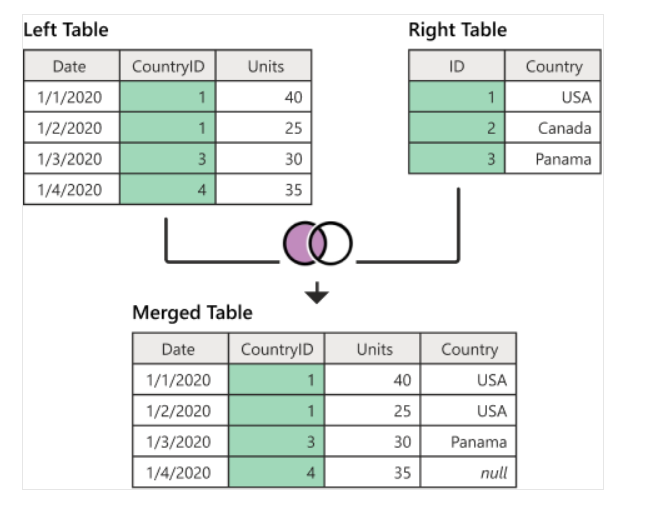 Left Table
Date CountryID Units
1/1/2020 1 40
1/2/2020 1 25
1/3/2020 3 30
1/4/2020 4 35
Right Table
ID Country
1 USA
2 Canada
3 Panama
Merged Table
Date CountryID Units Country
1/1/2020 1 40 USA
1/2/2020 1 25 USA
1/3/2020 3 30 Panama
1/4/2020 4 35 null